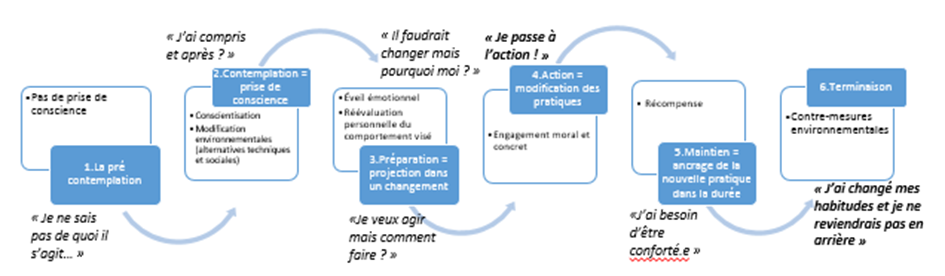 • Pas de prise de
conscience
1.La pré
contemplation
« Je ne sais
pas de quoi il
s'agit... »
« J'ai compris
et après ? »
2.Contemplation =
prise de
conscience
• Conscientisation
• Modification
environnementales
(alternatives techniques
et sociales)
« Il faudrait
changer mais
pourquoi moi ? »
• Éveil émotionnel
• Réévaluation
personnelle du
comportement visé
3.Préparation =
projection dans
un changement
«Je veux agir
mais comment
faire ? »
« Je passe à
l'action ! »
4.Action =
modification des
pratiques
• Engagement moral et
concret
• Récompense
5.Maintien =
ancrage de la
nouvelle pratique
dans la durée
«J'ai besoin
d'être
conforté.e »
6.Terminaison
• Contre-mesures
environnementales
« J'ai changé mes
habitudes et je ne
reviendrais pas en
arrière »